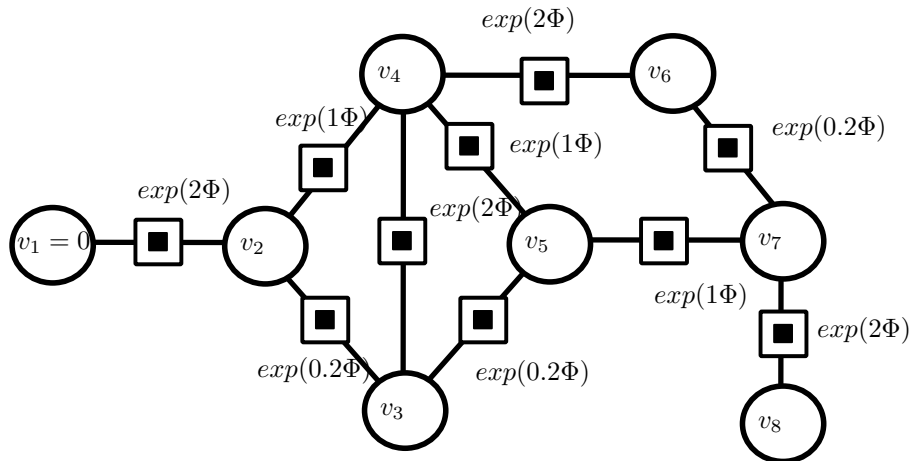 exp(2Φ)
v₄
v₆
exp(1Φ)
exp(0.2Φ)
exp(1Φ)
exp(2Φ)
exp(2Φ)
v₁ = 0
v₂
v₅
v₇
exp(1Φ)
exp(2Φ)
exp(0.2Φ)
exp(0.2Φ)
v₃
v₈